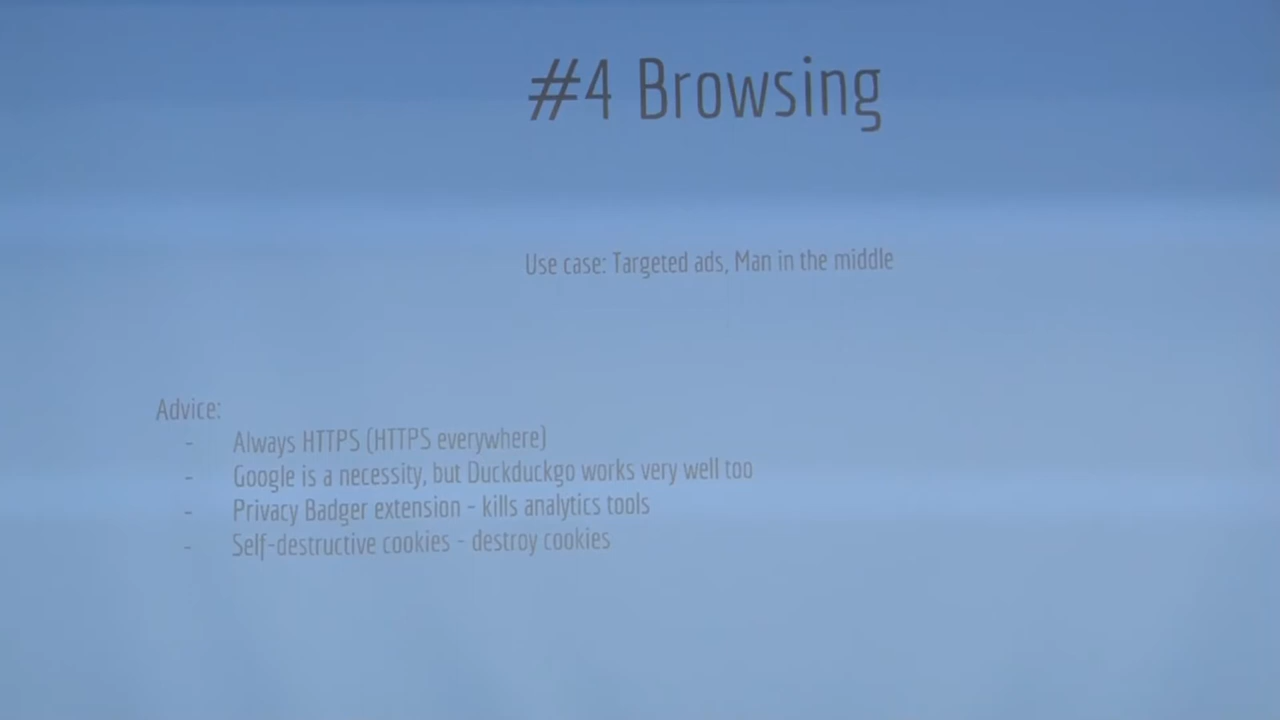 #4 Browsing
Use case: Targeted ads, Man in the middle
Advice:
- Always HTTPS (HTTPS everywhere)
- Google is a necessity, but Duckduckgo works very well too
- Privacy Badger extension - kills analytics tools
- Self-destructive cookies - destroy cookies